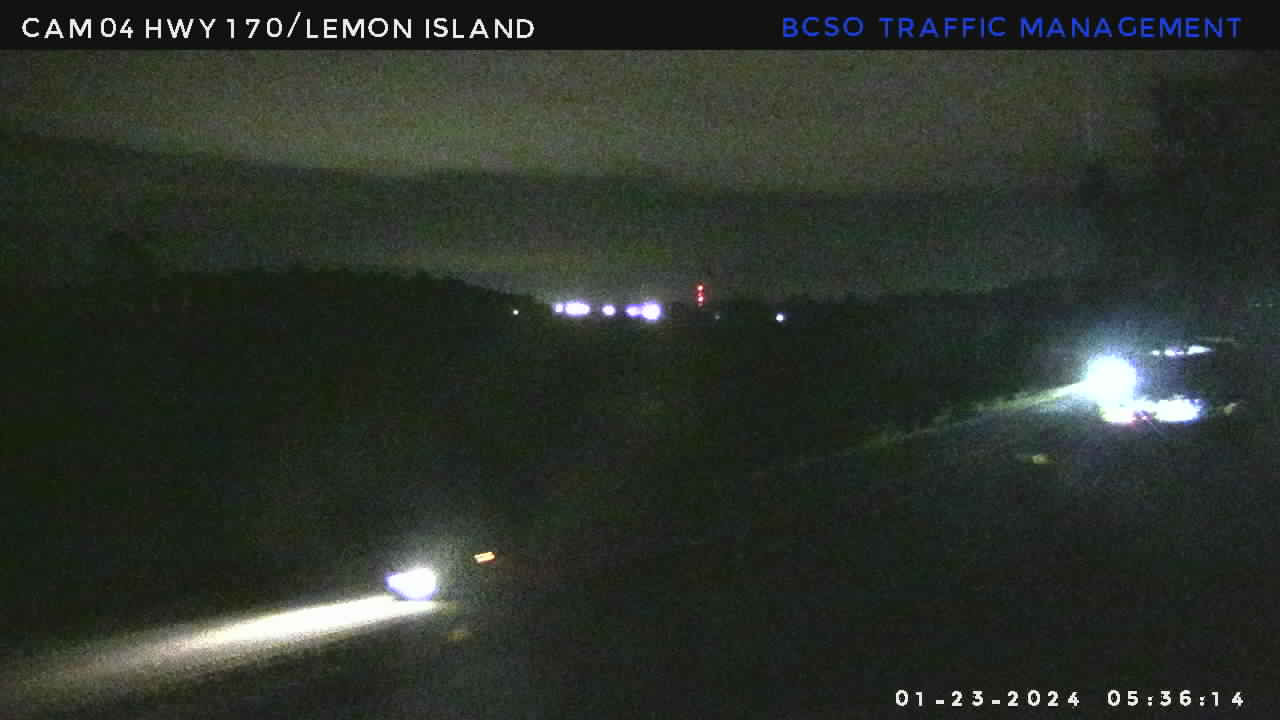 CAM04 HWY 170/LEMON ISLAND
BCSO TRAFFIC MANAGEMENT
01-23-2024 05:36:14